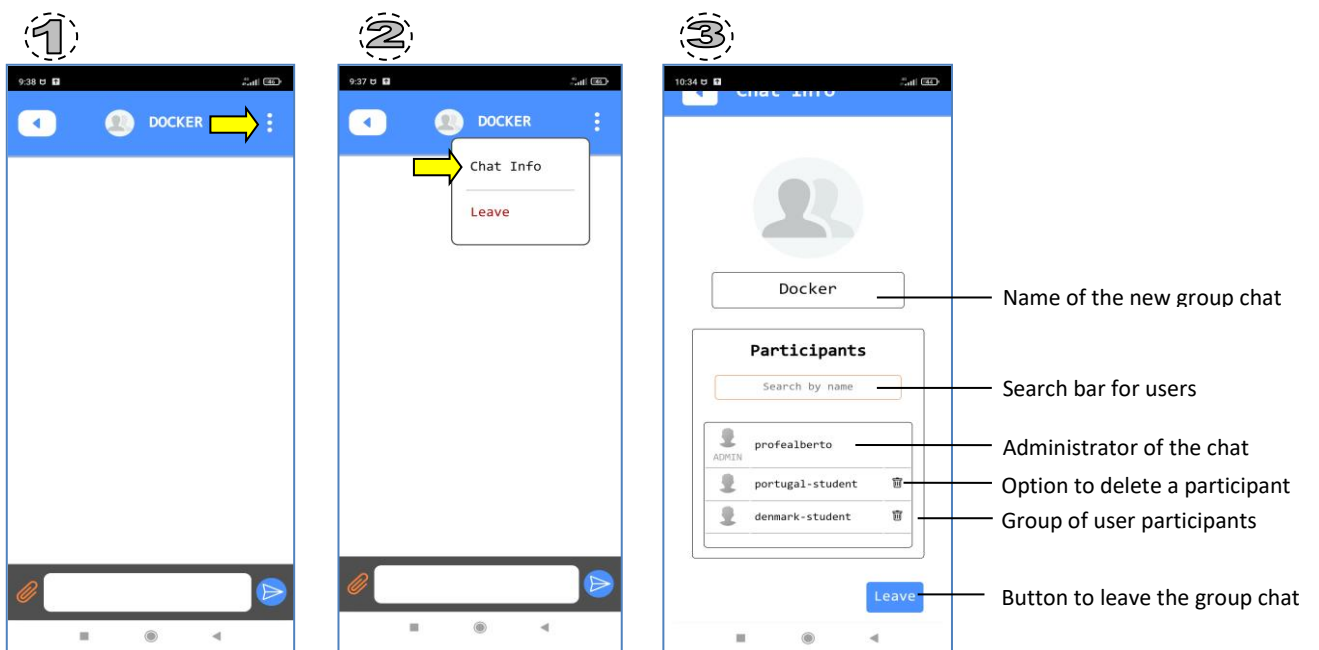 1
2
3
9:38
DOCKER
9:37
DOCKER
Chat Info
Leave
10:34
Chat Info
Docker
Name of the new group chat
Participants
Search by name
Search bar for users
profealberto
ADMIN
Administrator of the chat
portugal-student
Option to delete a participant
denmark-student
Group of user participants
Leave
Button to leave the group chat